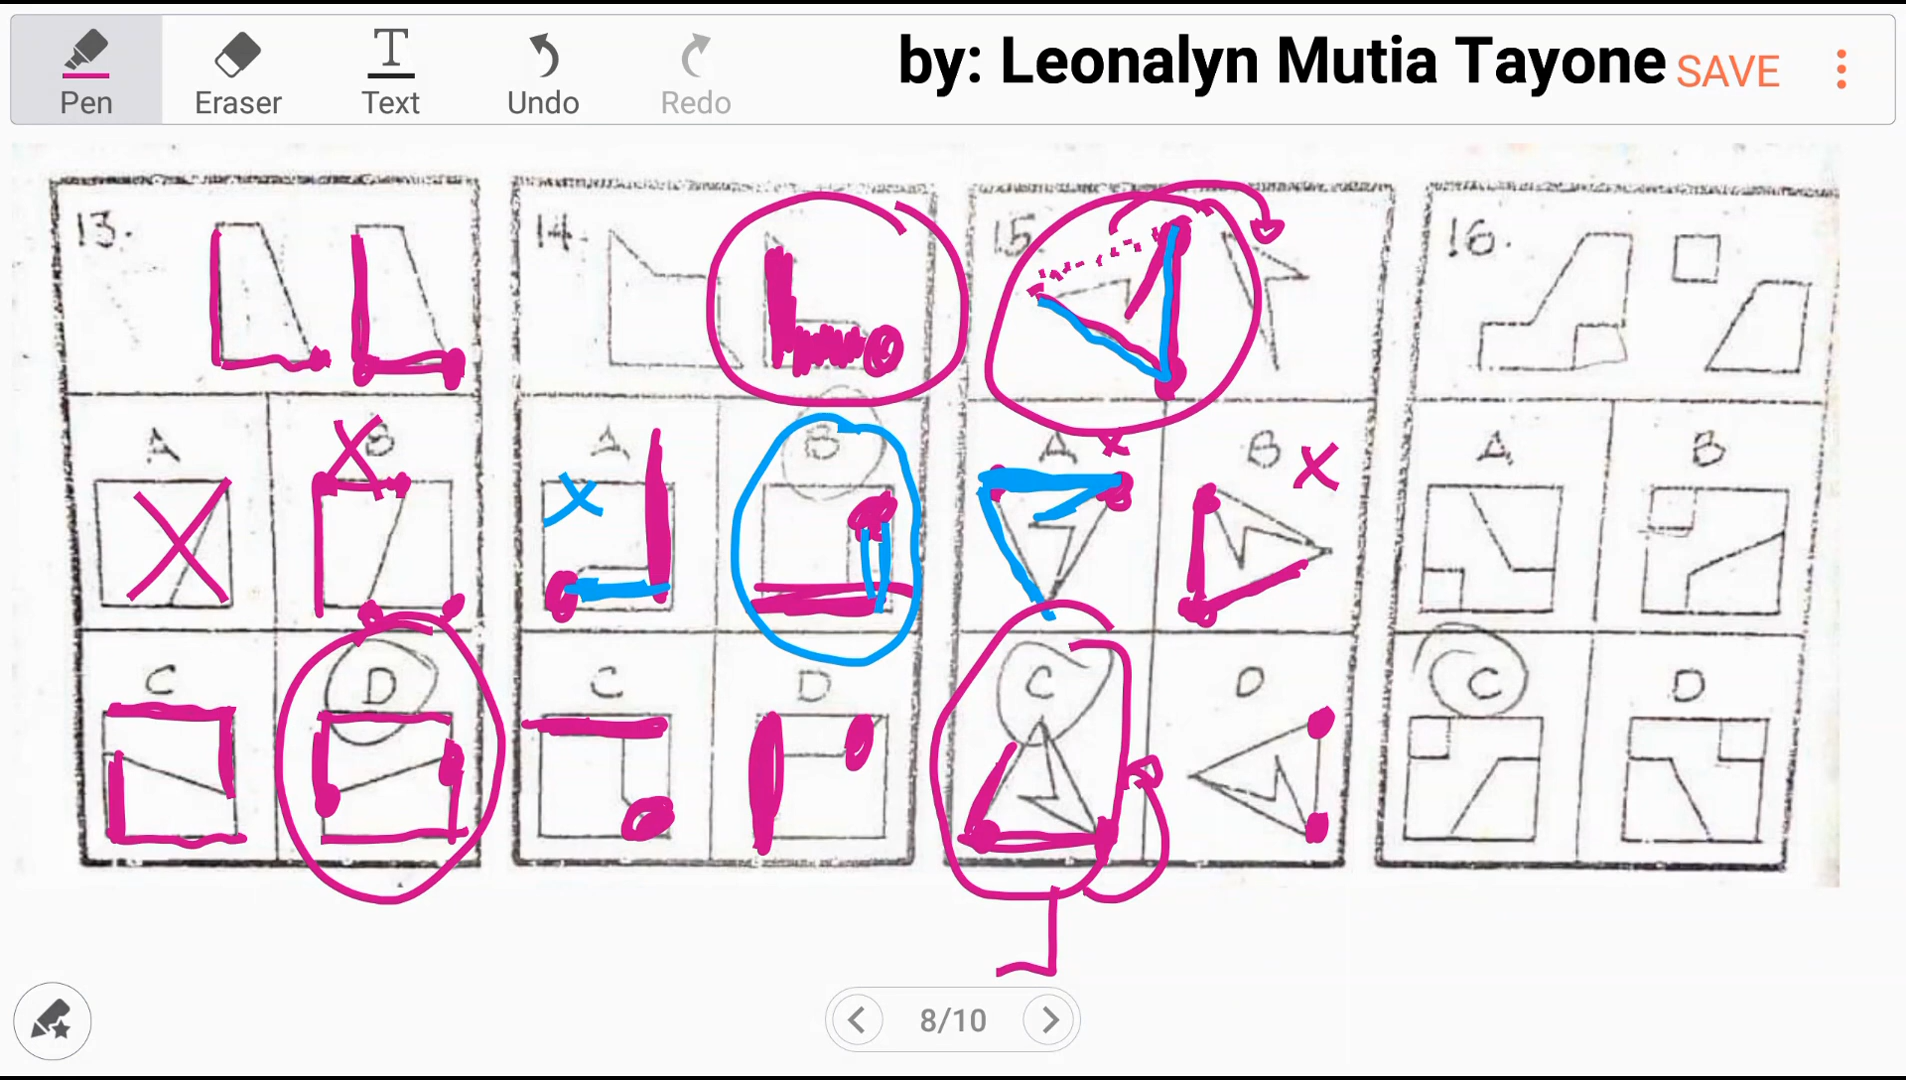 Pen
Eraser
T
Text
Undo
Redo
by: Leonalyn Mutia Tayone
SAVE
13.
14.
15
16.
A
B
A
B
A
B
A
B
C
D
C
D
C
D
C
D
8/10